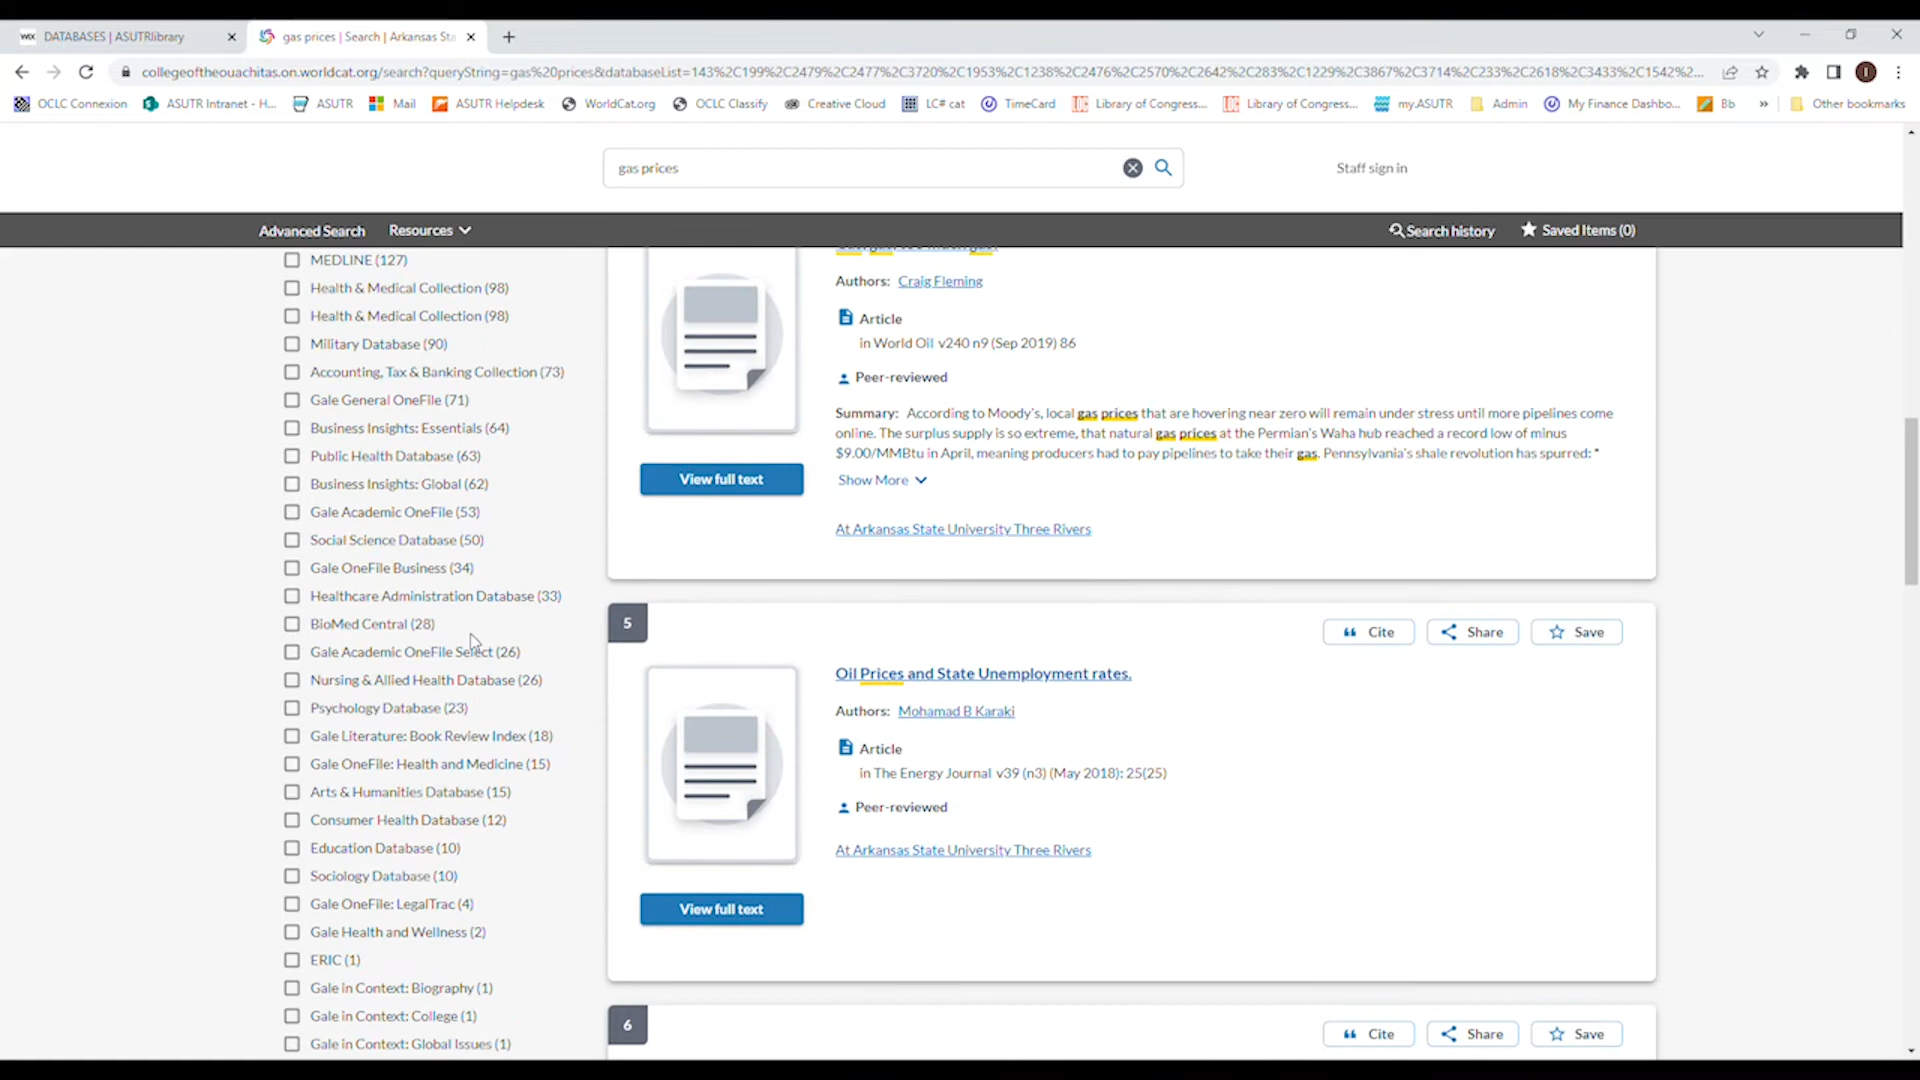 DATABASES | ASUTRlibrary
gas prices | Search | Arkansas Sta
collegeoftheouachitas.on.worldcat.org/search?queryString=gas%20prices&databaseList=143%2C199%2C2479%2C2477%2C3720%2C1953%2C1238%2C2476%2C2570%2C2642%2C283%2C1229%2C3867%2C3714%2C233%2C2618%2C3433%2C1542%2C...
OCLC Connexion ASUTR Intranet - H... ASUTR Mail ASUTR Helpdesk WorldCat.org OCLC Classify Creative Cloud LC# cat TimeCard Library of Congress... Library of Congress... my.ASUTR Admin My Finance Dashbo... Bb » Other bookmarks
gas prices
Staff sign in
Advanced Search Resources Search history Saved Items (0)
MEDLINE (127)
Health & Medical Collection (98)
Health & Medical Collection (98)
Military Database (90)
Accounting, Tax & Banking Collection (73)
Gale General OneFile (71)
Business Insights: Essentials (64)
Public Health Database (63)
Business Insights: Global (62)
Gale Academic OneFile (53)
Social Science Database (50)
Gale OneFile Business (34)
Healthcare Administration Database (33)
BioMed Central (28)
Gale Academic OneFile Select (26)
Nursing & Allied Health Database (26)
Psychology Database (23)
Gale Literature: Book Review Index (18)
Gale OneFile: Health and Medicine (15)
Arts & Humanities Database (15)
Consumer Health Database (12)
Education Database (10)
Sociology Database (10)
Gale OneFile: LegalTrac (4)
Gale Health and Wellness (2)
ERIC (1)
Gale in Context: Biography (1)
Gale in Context: College (1)
Gale in Context: Global Issues (1)
Authors: Craig Fleming
Article
in World Oil v240 n9 (Sep 2019) 86
Peer-reviewed
Summary: According to Moody's, local gas prices that are hovering near zero will remain under stress until more pipelines come
online. The surplus supply is so extreme, that natural gas prices at the Permian's Waha hub reached a record low of minus
$9.00/MMBtu in April, meaning producers had to pay pipelines to take their gas. Pennsylvania's shale revolution has spurred: *
View full text
Show More
At Arkansas State University Three Rivers
5
Cite Share Save
Oil Prices and State Unemployment rates.
Authors: Mohamad B Karaki
Article
in The Energy Journal v39 (n3) (May 2018): 25(25)
Peer-reviewed
At Arkansas State University Three Rivers
View full text
6
Cite Share Save